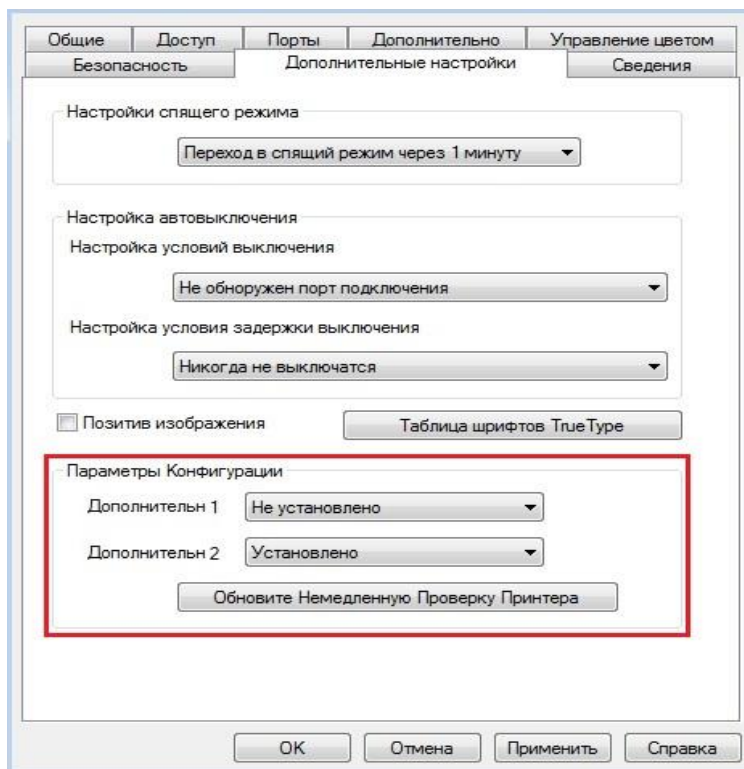 Общие Доступ Порты Дополнительно Управление цветом
Безопасность Дополнительные настройки Сведения
Настройки спящего режима
Переход в спящий режим через 1 минуту
Настройка автовыключения
Настройка условий выключения
Не обноружен порт подключения
Настройка условия задержки выключения
Никогда не выключатся
Позитив изображения Таблица шрифтов TrueType
Параметры Конфигурации
Дополнительн 1 Не установлено
Дополнительн 2 Установлено
Обновите Немедленную Проверку Принтера
OK Отмена Применить Справка